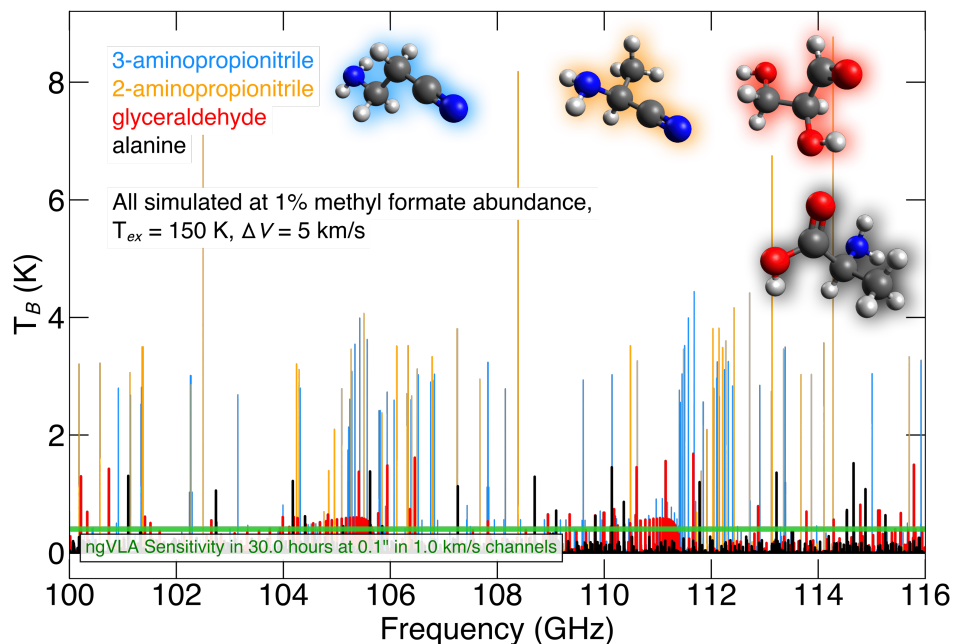 3-aminopropionitrile
2-aminopropionitrile
glyceraldehyde
alanine
All simulated at 1% methyl formate abundance,
Tex = 150 K, ΔV = 5 km/s
TB (K)
8
6
4
2
0
ngVLA Sensitivity in 30.0 hours at 0.1" in 1.0 km/s channels
100 102 104 106 108 110 112 114 116
Frequency (GHz)